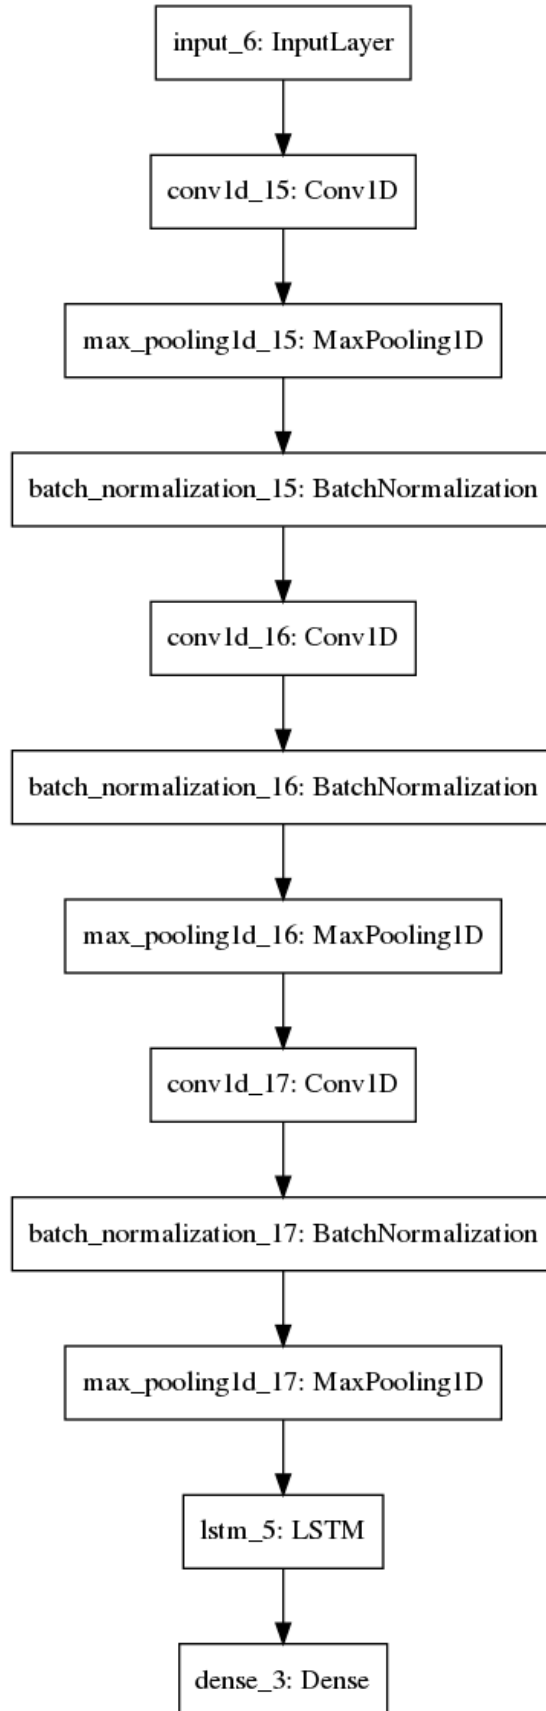 input_6: InputLayer
conv1d_15: Conv1D
max_pooling1d_15: MaxPooling1D
batch_normalization_15: BatchNormalization
conv1d_16: Conv1D
batch_normalization_16: BatchNormalization
max_pooling1d_16: MaxPooling1D
conv1d_17: Conv1D
batch_normalization_17: BatchNormalization
max_pooling1d_17: MaxPooling1D
lstm_5: LSTM
dense_3: Dense